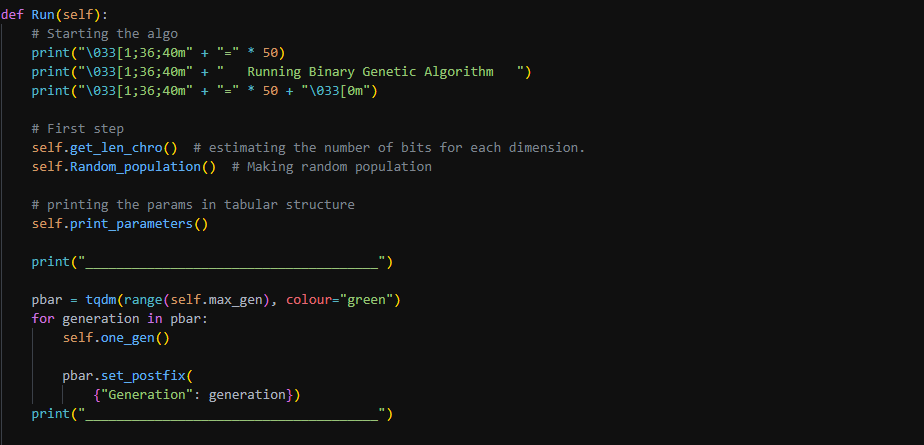 def Run(self):
    # Starting the algo
    print("\033[1;36;40m" + "=" * 50)
    print("\033[1;36;40m" + "   Running Binary Genetic Algorithm   ")
    print("\033[1;36;40m" + "=" * 50 + "\033[0m")

    # First step
    self.get_len_chro()  # estimating the number of bits for each dimension.
    self.Random_population()  # Making random population

    # printing the params in tabular structure
    self.print_parameters()

    print("______________________________________")

    pbar = tqdm(range(self.max_gen), colour="green")
    for generation in pbar:
        self.one_gen()

        pbar.set_postfix(
            {"Generation": generation})
    print("______________________________________")